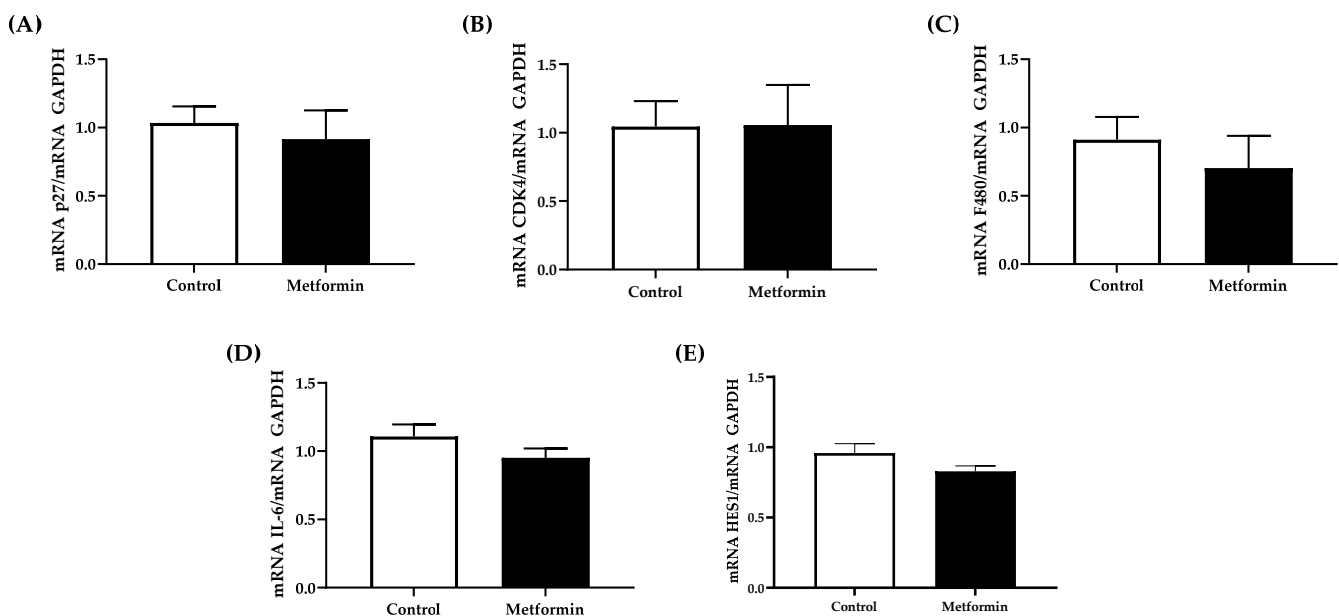 (A)
mRNA p27/mRNA GAPDH
1.5
1.0
0.5
0.0
Control
Metformin
(B)
mRNA CDK4/mRNA GAPDH
1.5
1.0
0.5
0.0
Control
Metformin
(C)
mRNA F480/mRNA GAPDH
1.5
1.0
0.5
0.0
Control
Metformin
(D)
mRNA IL-6/mRNA GAPDH
1.5
1.0
0.5
0.0
Control
Metformin
(E)
mRNA HES1/mRNA GAPDH
1.5
1.0
0.5
0.0
Control
Metformin